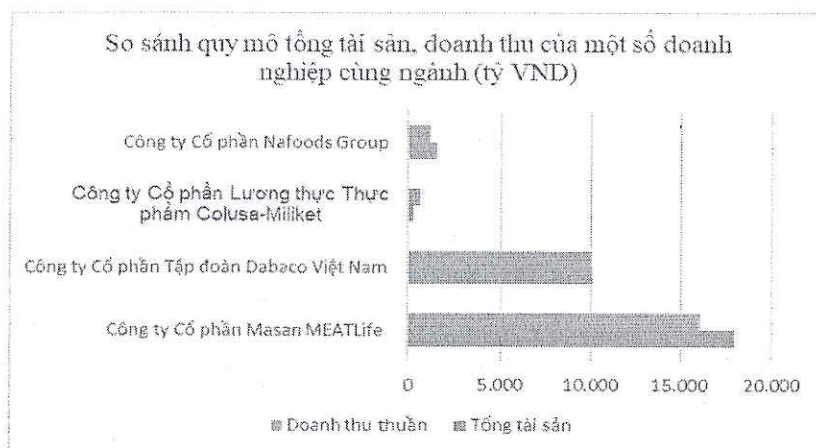 So sánh quy mô tổng tài sản, doanh thu của một số doanh
nghiệp cùng ngành (tỷ VND)
Công ty Cổ phần Nafoods Group
Công ty Cổ phần Lương thực Thực
phẩm Colusa-Miliket
Công ty Cổ phần Tập đoàn Dabaco Việt Nam
Công ty Cổ phần Masan MEATLife
0 5.000 10.000 15.000 20.000
Doanh thu thuần Tổng tài sản